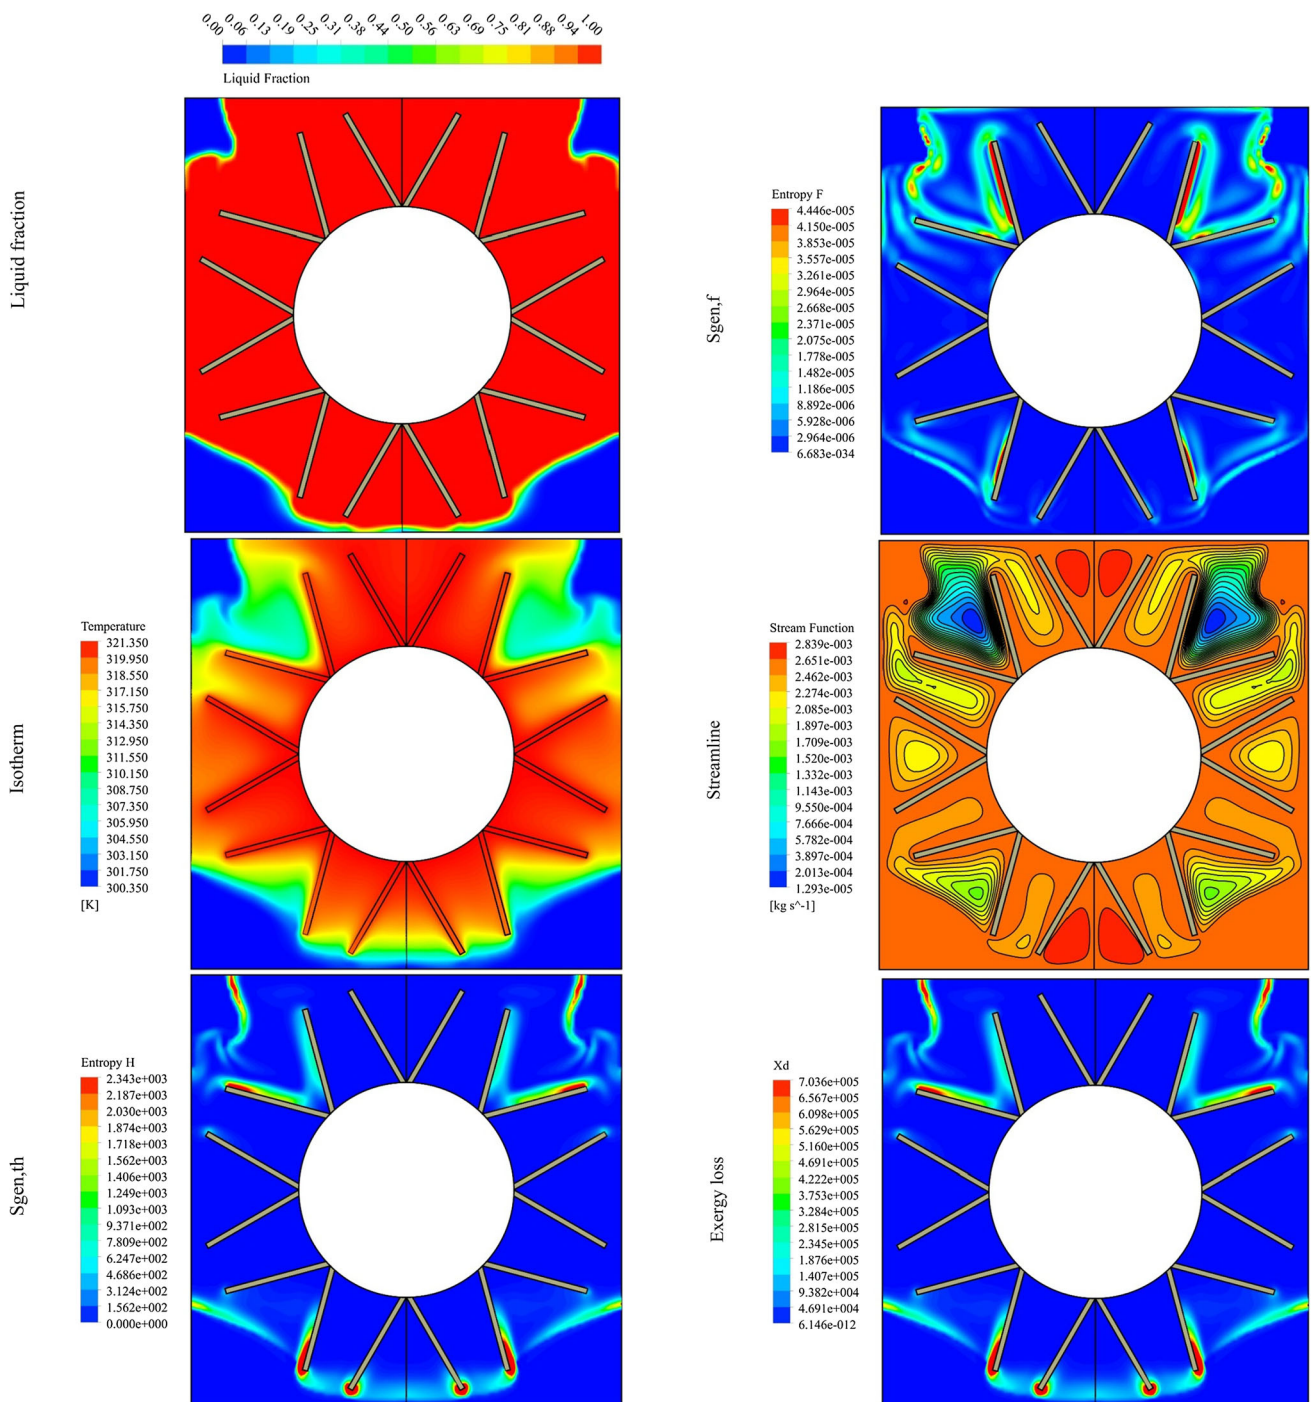 0.00 0.06 0.13 0.19 0.25 0.31 0.38 0.44 0.50 0.56 0.63 0.69 0.75 0.81 0.88 0.94 1.00
Liquid Fraction
Liquid fraction
Sgen,f
Entropy F
4.446e-005
4.150e-005
3.853e-005
3.557e-005
3.261e-005
2.964e-005
2.668e-005
2.371e-005
2.075e-005
1.778e-005
1.482e-005
1.186e-005
8.892e-006
5.928e-006
2.964e-006
6.683e-034
Isotherm
Temperature
321.350
319.950
318.550
317.150
315.750
314.350
312.950
311.550
310.150
308.750
307.350
305.950
304.550
303.150
301.750
300.350
[K]
Streamline
Stream Function
2.839e-003
2.651e-003
2.462e-003
2.274e-003
2.085e-003
1.897e-003
1.709e-003
1.520e-003
1.332e-003
1.143e-003
9.550e-004
7.666e-004
5.782e-004
3.897e-004
2.013e-004
1.293e-005
[kg s^-1]
Sgen,th
Entropy H
2.343e+003
2.187e+003
2.030e+003
1.874e+003
1.718e+003
1.562e+003
1.406e+003
1.249e+003
1.093e+003
9.371e+002
7.809e+002
6.247e+002
4.686e+002
3.124e+002
1.562e+002
0.000e+000
Exergy loss
Xd
7.036e+005
6.567e+005
6.098e+005
5.629e+005
5.160e+005
4.691e+005
4.222e+005
3.753e+005
3.284e+005
2.815e+005
2.345e+005
1.876e+005
1.407e+005
9.382e+004
4.691e+004
6.146e-012